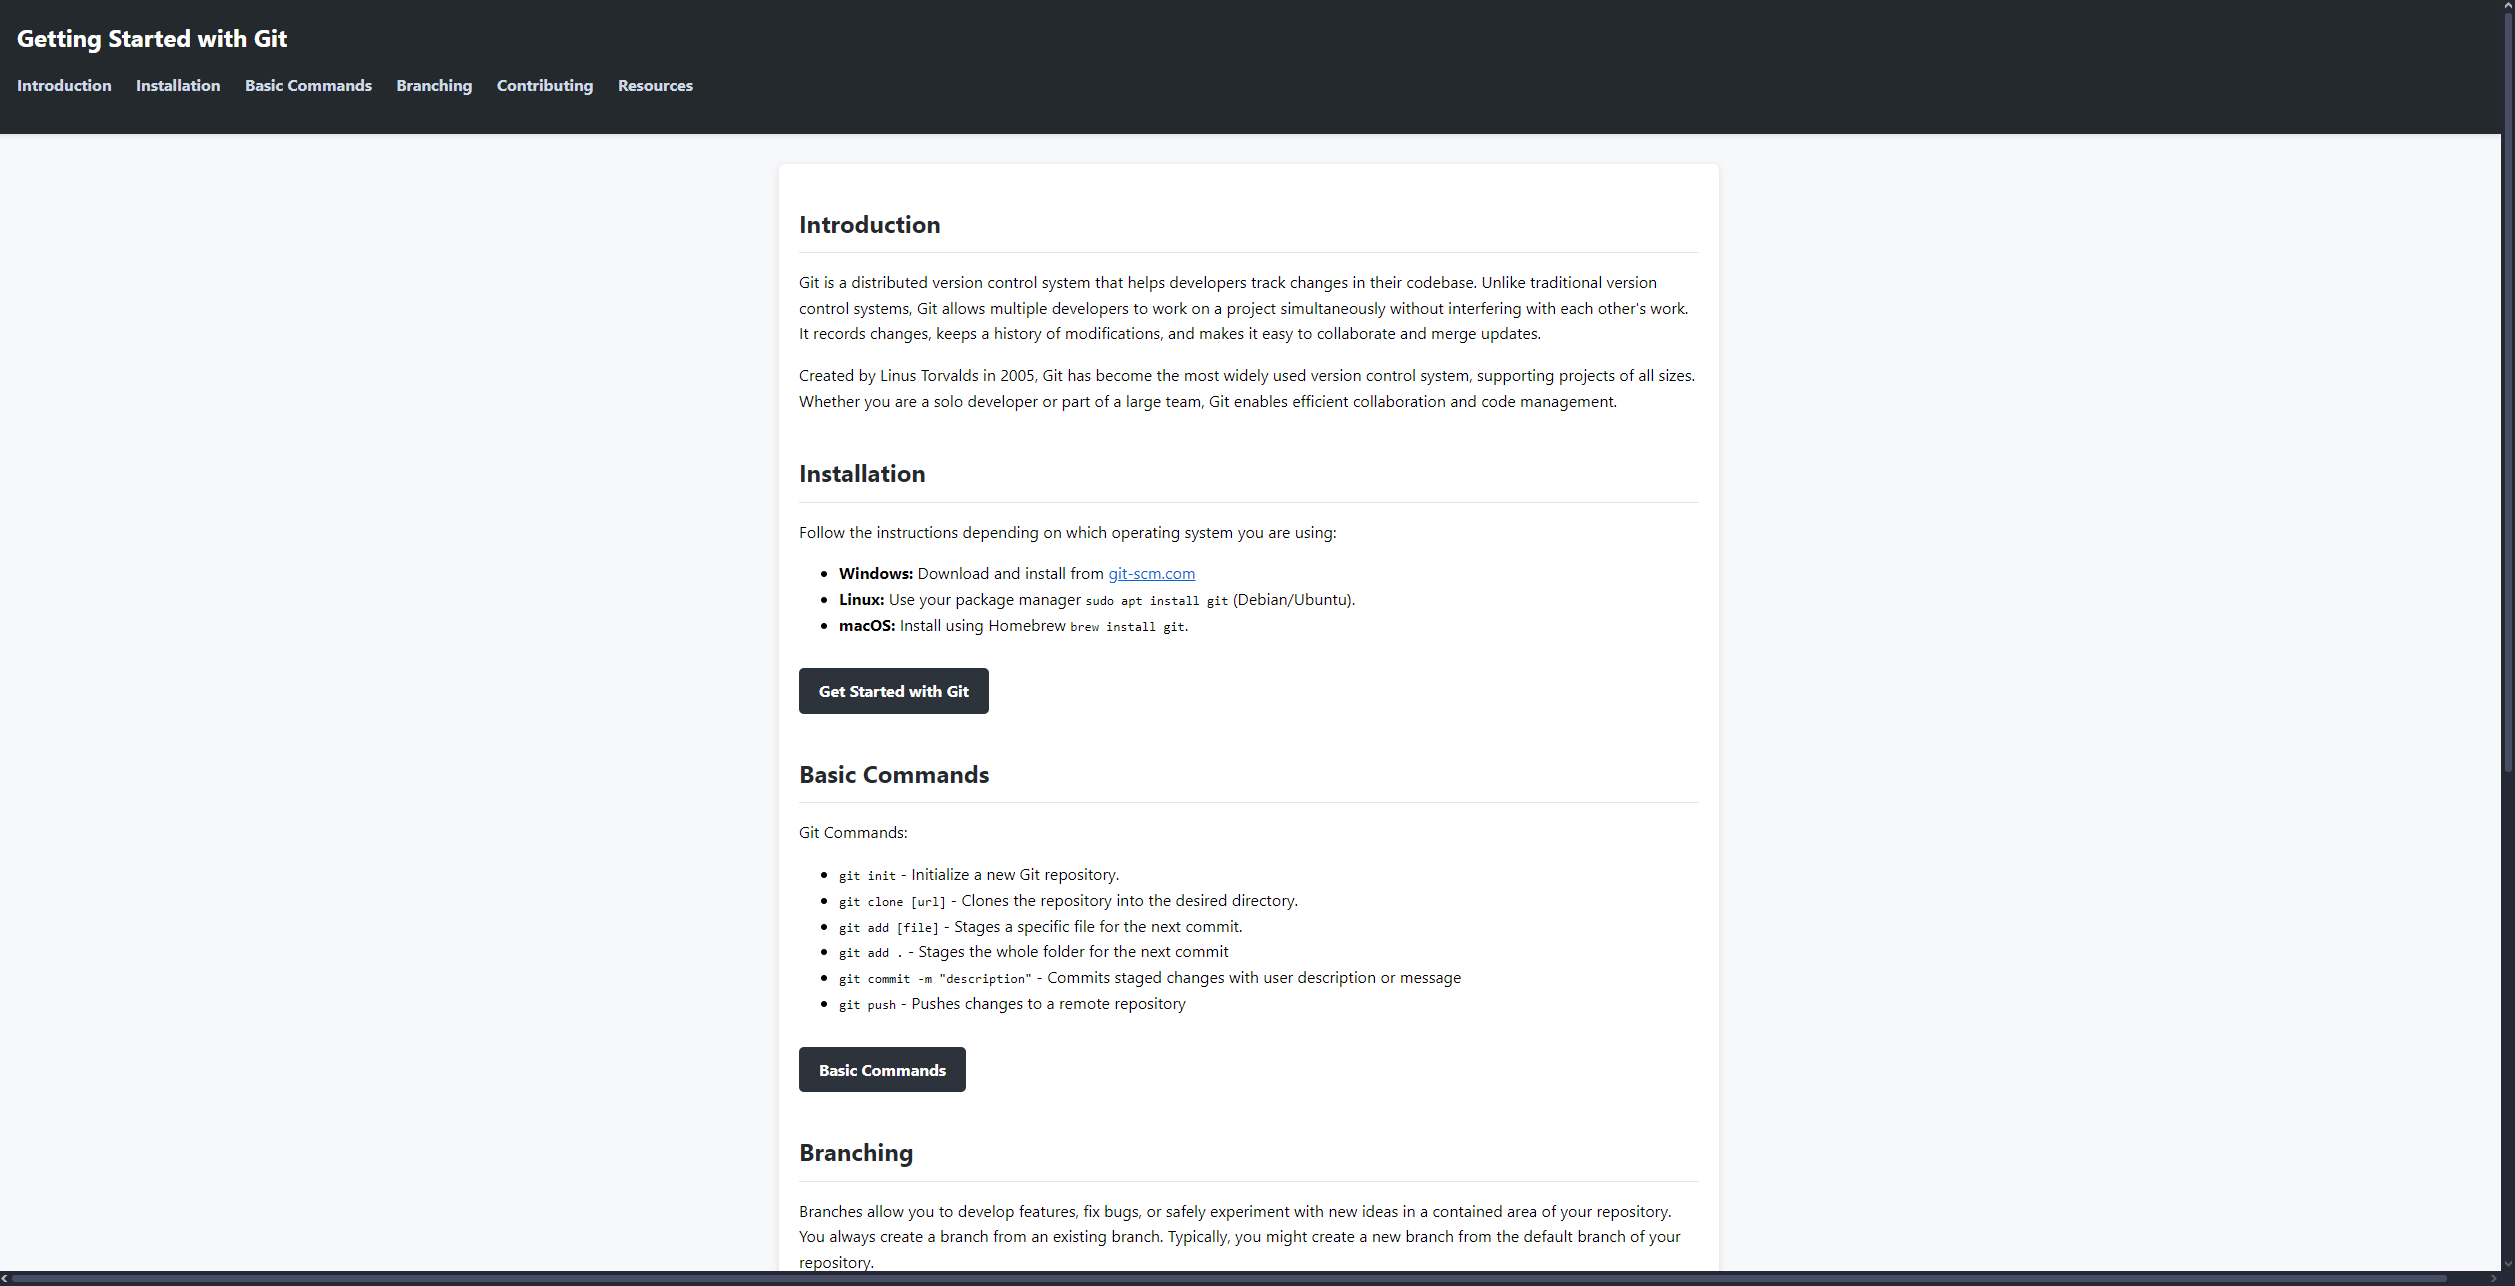 Getting Started with Git
Introduction Installation Basic Commands Branching Contributing Resources
Introduction
Git is a distributed version control system that helps developers track changes in their codebase. Unlike traditional version
control systems, Git allows multiple developers to work on a project simultaneously without interfering with each other's work.
It records changes, keeps a history of modifications, and makes it easy to collaborate and merge updates.
Created by Linus Torvalds in 2005, Git has become the most widely used version control system, supporting projects of all sizes.
Whether you are a solo developer or part of a large team, Git enables efficient collaboration and code management.
Installation
Follow the instructions depending on which operating system you are using:
• Windows: Download and install from git-scm.com
• Linux: Use your package manager sudo apt install git (Debian/Ubuntu).
• macOS: Install using Homebrew brew install git.
Get Started with Git
Basic Commands
Git Commands:
• git init - Initialize a new Git repository.
• git clone [url] - Clones the repository into the desired directory.
• git add [file] - Stages a specific file for the next commit.
• git add . - Stages the whole folder for the next commit
• git commit -m "description" - Commits staged changes with user description or message
• git push - Pushes changes to a remote repository
Basic Commands
Branching
Branches allow you to develop features, fix bugs, or safely experiment with new ideas in a contained area of your repository.
You always create a branch from an existing branch. Typically, you might create a new branch from the default branch of your
repository.